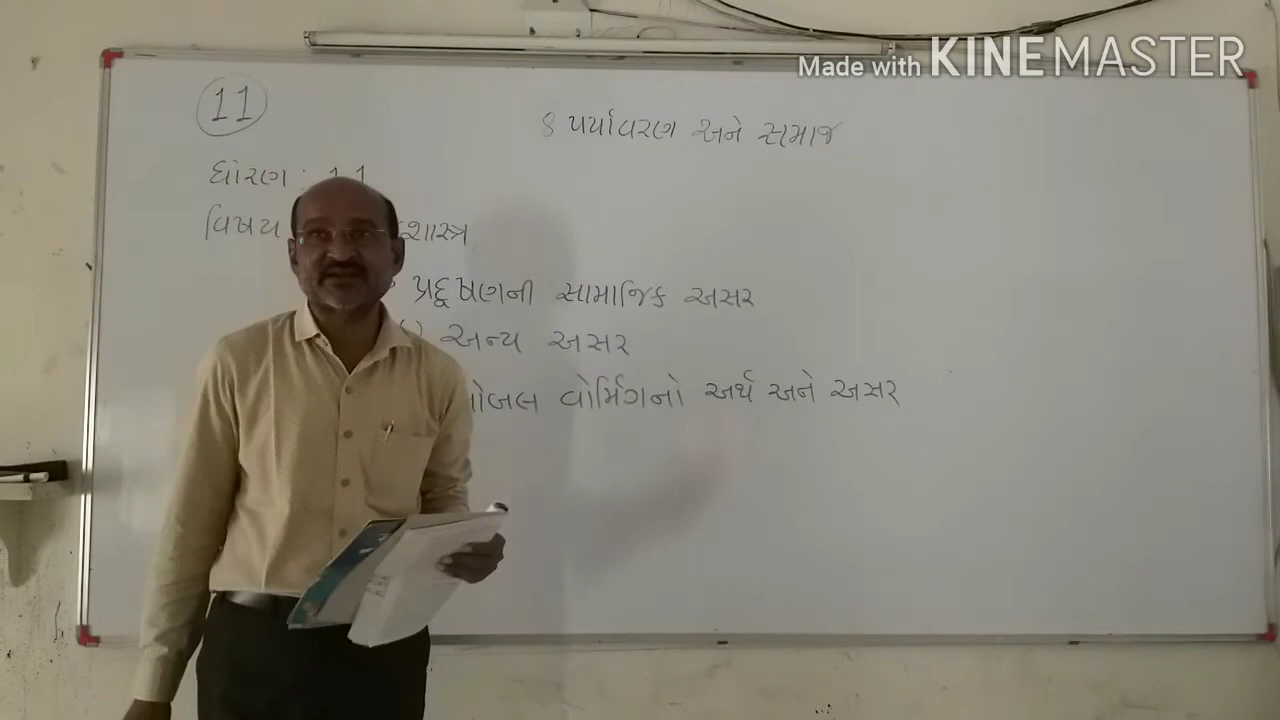 Made with KINEMASTER
11
8 પર્યાવરણ અને સમાજ
ધોરણ : 11
વિષય શાસ્ત્ર
પ્રદૂષણની સામાજિક અસર
અન્ય અસર
વોર્મિંગનો અર્થ અને અસર